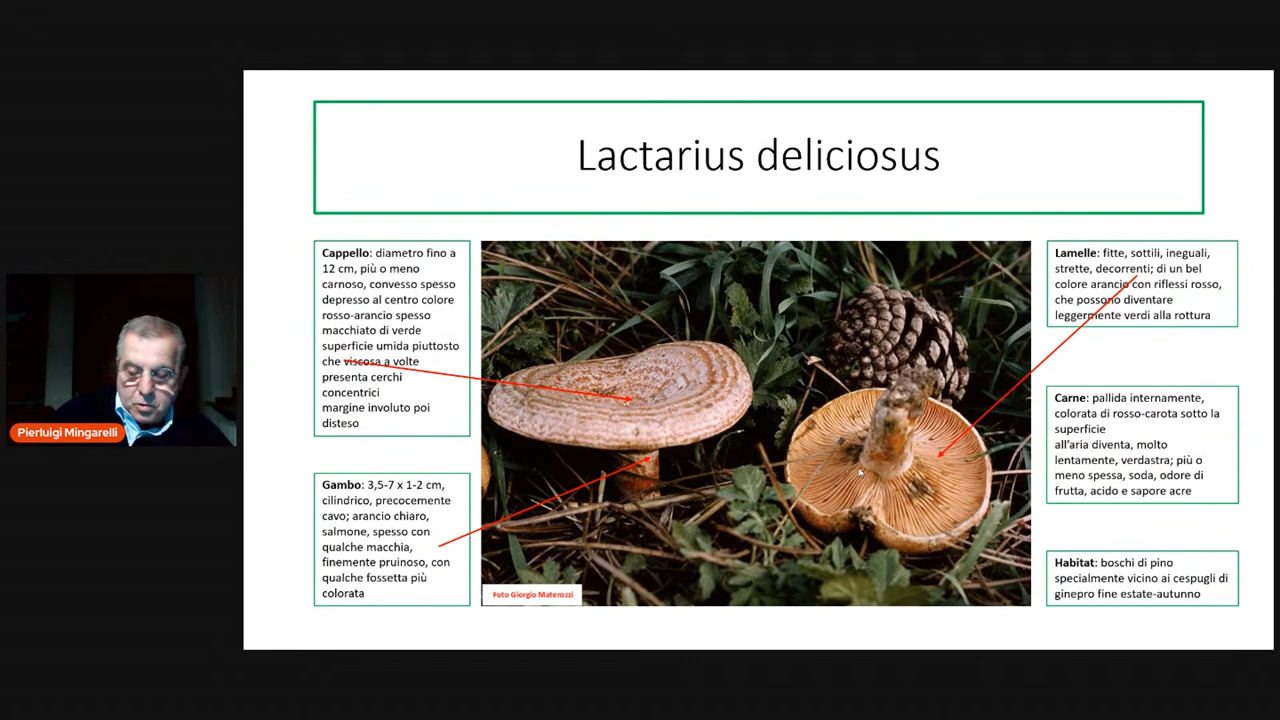 Lactarius deliciosus
Cappello: diametro fino a
12 cm, più o meno
carnoso, convesso spesso
depresso al centro colore
rosso-arancio spesso
macchiato di verde
superficie umida piuttosto
che viscosa a volte
presenta cerchi
concentrici
margine involuto poi
disteso
Gambo: 3,5-7 x 1-2 cm,
cilindrico, precocemente
cavo; arancio chiaro,
salmone, spesso con
qualche macchia,
finemente pruinoso, con
qualche fossetta più
colorata
Foto Giorgio Materozzi
Lamelle: fitte, sottili, ineguali,
strette, decorrenti; di un bel
colore arancio con riflessi rosso,
che possono diventare
leggermente verdi alla rottura
Carne: pallida internamente,
colorata di rosso-carota sotto la
superficie
all'aria diventa, molto
lentamente, verdastra; più o
meno spessa, soda, odore di
frutta, acido e sapore acre
Habitat: boschi di pino
specialmente vicino ai cespugli di
ginepro fine estate-autunno
Pierluigi Mingarelli